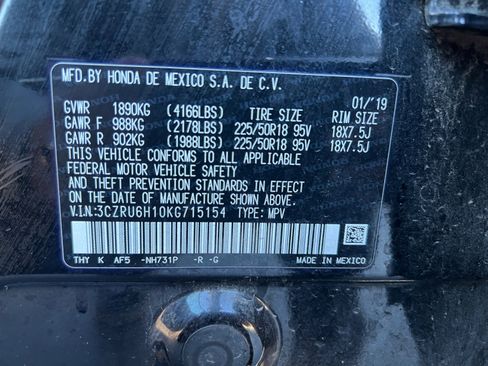 MFD.BY HONDA DE MEXICO S.A. DE C.V.
01/'19
GVWR 1890KG (4166LBS) TIRE SIZE RIM SIZE
GAWR F 988KG (2178LBS) 225/50R18 95V 18X7.5J
GAWR R 902KG (1988LBS) 225/50R18 95V 18X7.5J
THIS VEHICLE CONFORMS TO ALL APPLICABLE
FEDERAL MOTOR VEHICLE SAFETY
AND THEFT PREVENTION STANDARDS IN EFFECT
ON THE DATE OF MANUFACTURE SHOWN ABOVE.
V.I.N:3CZRU6H10KG715154 TYPE: MPV
THY K AF5 -NH731P -R -G MADE IN MEXICO